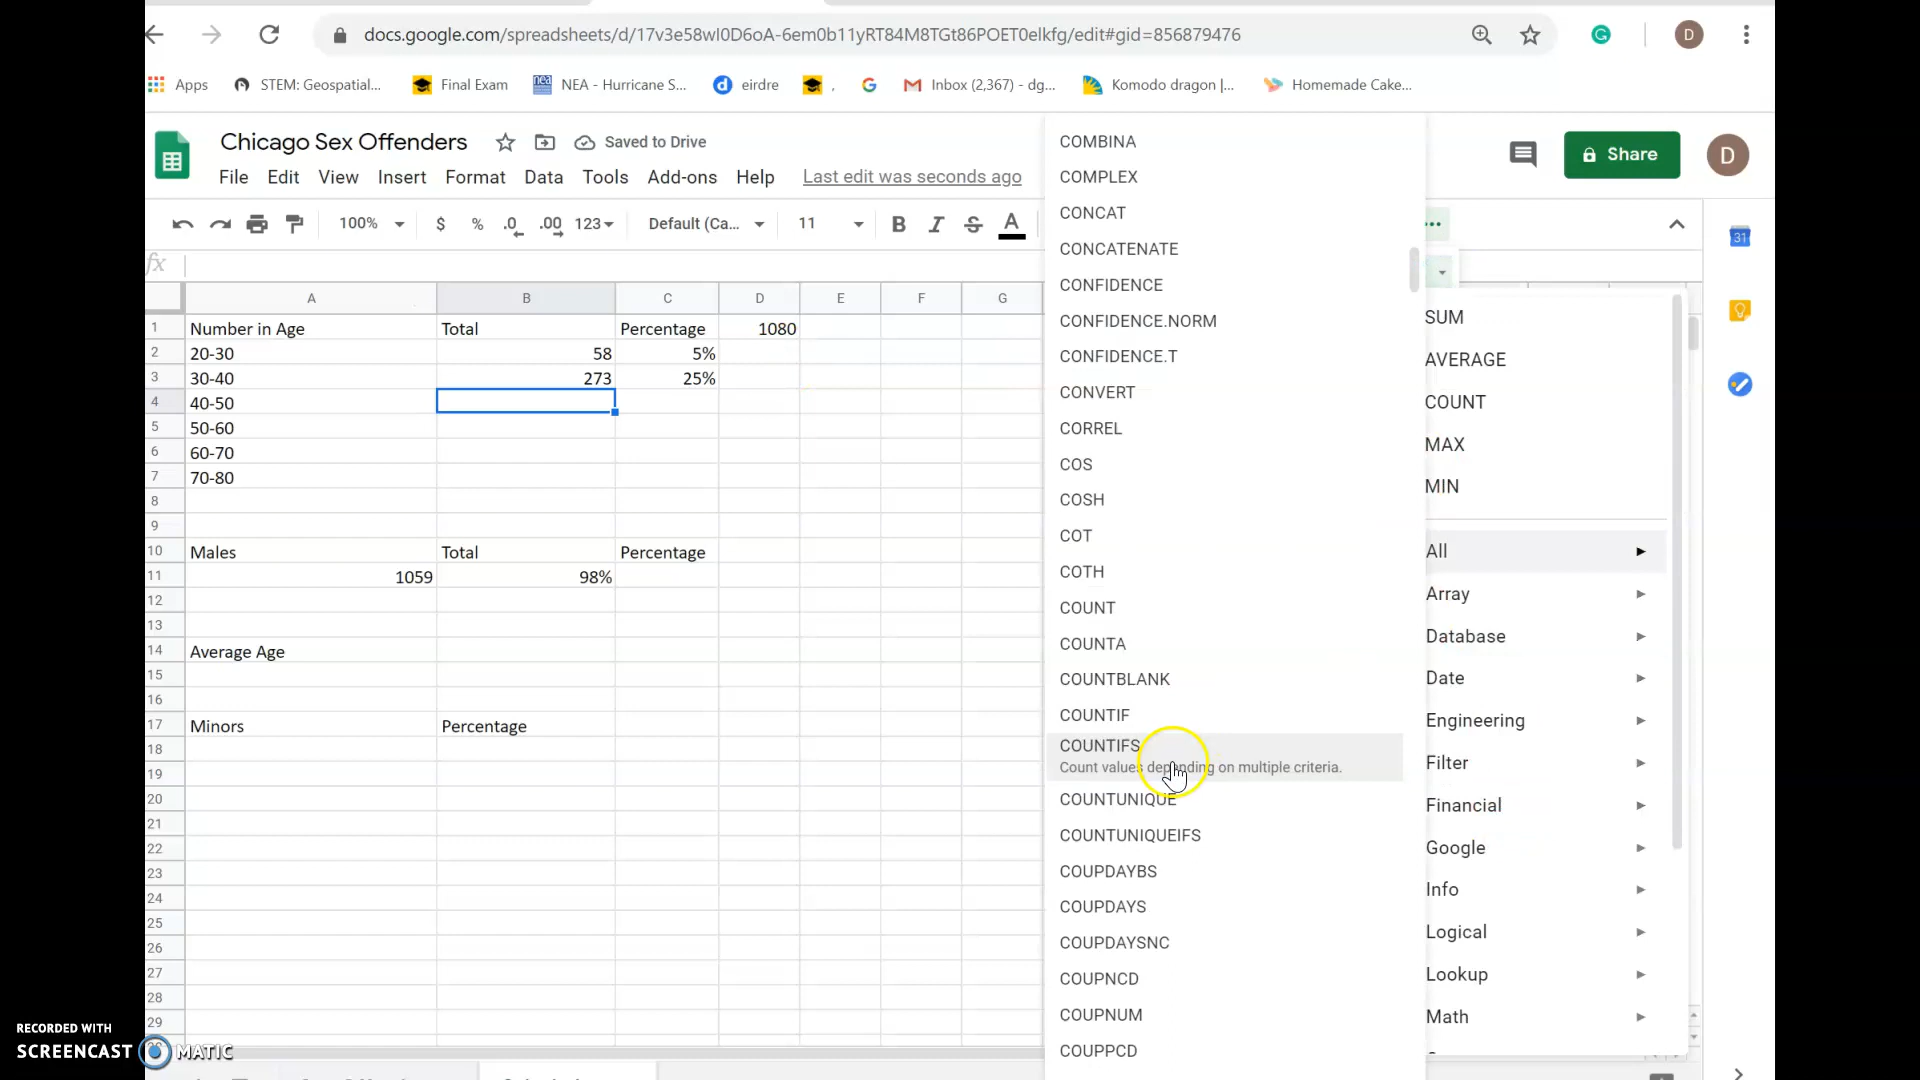 docs.google.com/spreadsheets/d/17v3e58wI0D6oA-6em0b11yRT84M8TGt86POET0elkfg/edit#gid=856879476
D
Apps
STEM: Geospatial...
Final Exam
nea
NEA - Hurricane S...
d
eirdre
,
G
Inbox (2,367) - dg...
Komodo dragon |...
Homemade Cake...
Chicago Sex Offenders
Saved to Drive
File Edit View Insert Format Data Tools Add-ons Help
Last edit was seconds ago
Share
D
100%
$ % .0 .00 123
Default (Ca...
11
B I S A
31
fx
A B C D E F G
1 Number in Age Total Percentage 1080
2 20-30 58 5%
3 30-40 273 25%
4 40-50
5 50-60
6 60-70
7 70-80
8
9
10 Males Total Percentage
11 1059 98%
12
13
14 Average Age
15
16
17 Minors Percentage
18
19
20
21
22
23
24
25
26
27
28
29
COMBINA
COMPLEX
CONCAT
CONCATENATE
CONFIDENCE
CONFIDENCE.NORM
CONFIDENCE.T
CONVERT
CORREL
COS
COSH
COT
COTH
COUNT
COUNTA
COUNTBLANK
COUNTIF
COUNTIFS
Count values depending on multiple criteria.
COUNTUNIQUE
COUNTUNIQUEIFS
COUPDAYBS
COUPDAYS
COUPDAYSNC
COUPNCD
COUPNUM
COUPPCD
SUM
AVERAGE
COUNT
MAX
MIN
All
Array
Database
Date
Engineering
Filter
Financial
Google
Info
Logical
Lookup
Math
RECORDED WITH
SCREENCAST MATIC